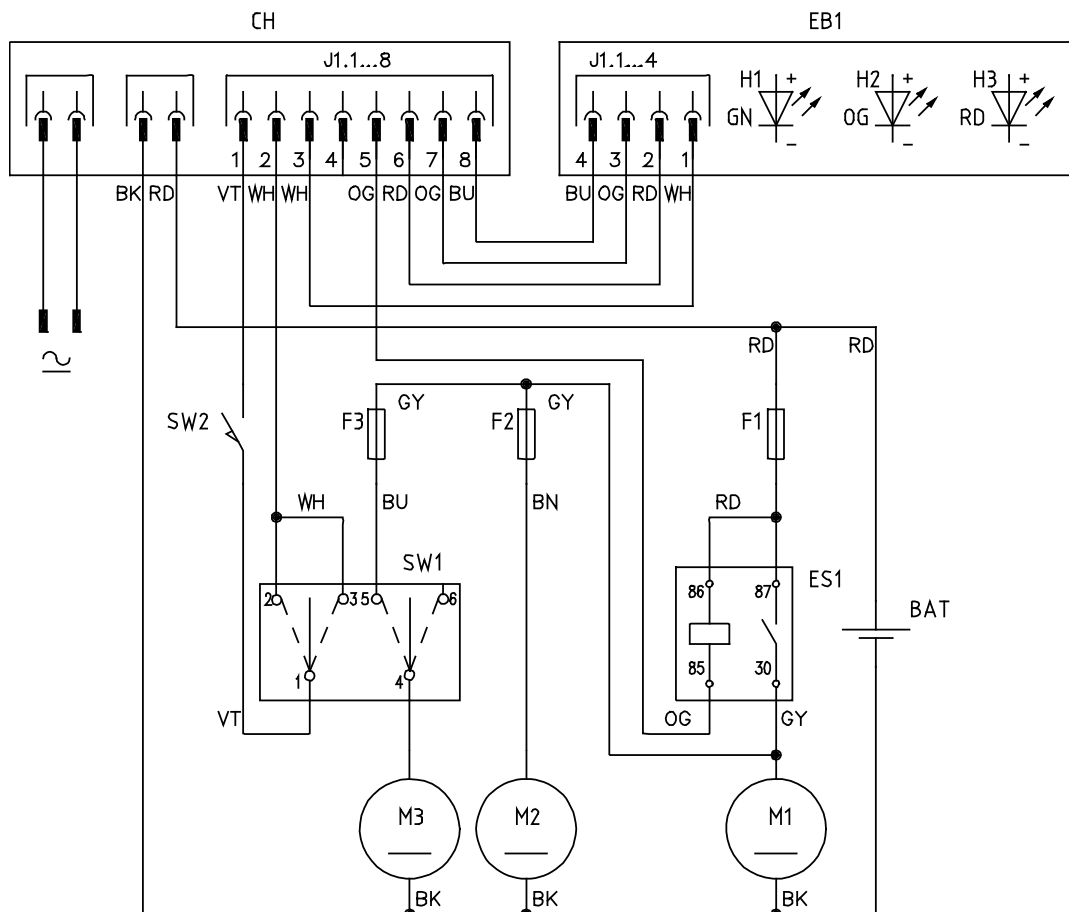 CH EB1
J1.1...8 J1.1...4 H1 + H2 + H3 +
GN OG RD
- - -
1 2 3 4 5 6 7 8 4 3 2 1
BK RD VT WH WH OG RD OG BU BU OG RD WH
RD RD
GY GY
SW2 F3 F2 F1
WH BU BN RD
SW1 ES1
2 3 5 6 86 87
BAT
1 4 85 30
VT OG GY
M3 M2 M1
BK BK BK